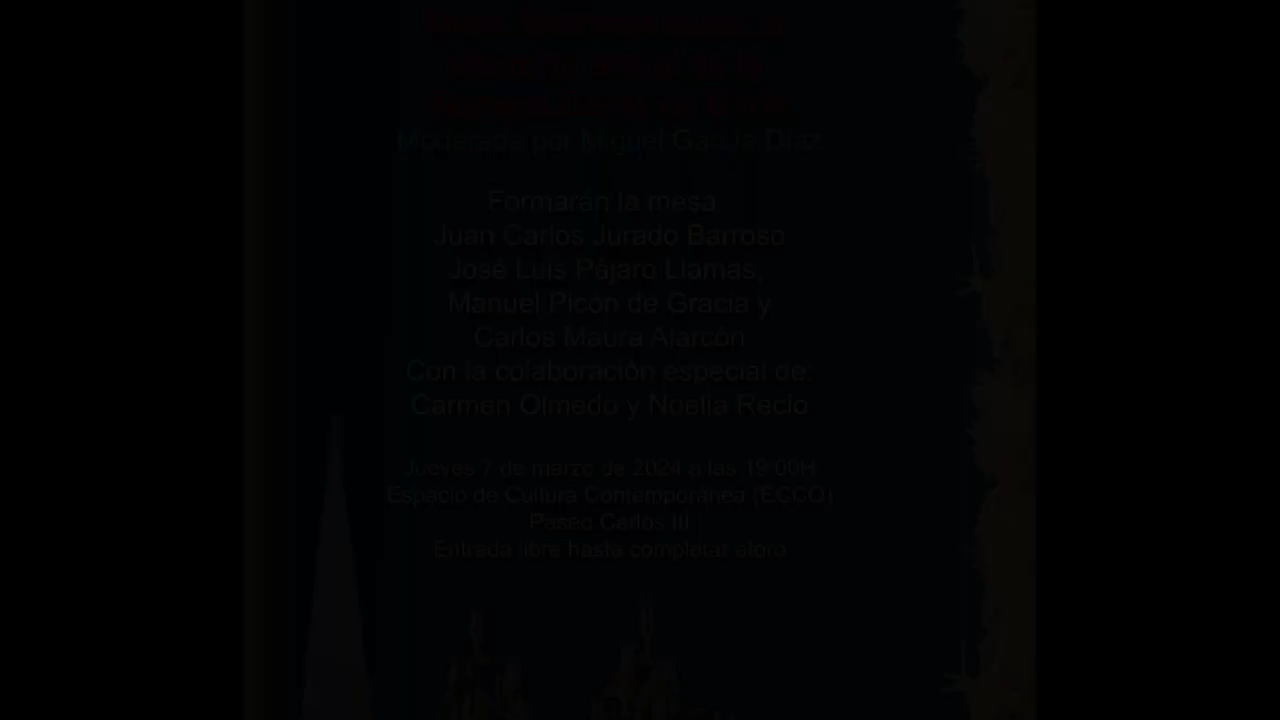 Moderada por Miguel García Díaz
Formarán la mesa
Juan Carlos Jurado Barroso
José Luis Pájaro Llamas,
Manuel Picón de Gracia y
Carlos Maura Alarcón
Con la colaboración especial de:
Carmen Olmedo y Noelia Recio
Jueves 7 de marzo de 2024 a las 19:00H
Espacio de Cultura Contemporánea (ECCO)
Paseo Carlos III
Entrada libre hasta completar aforo